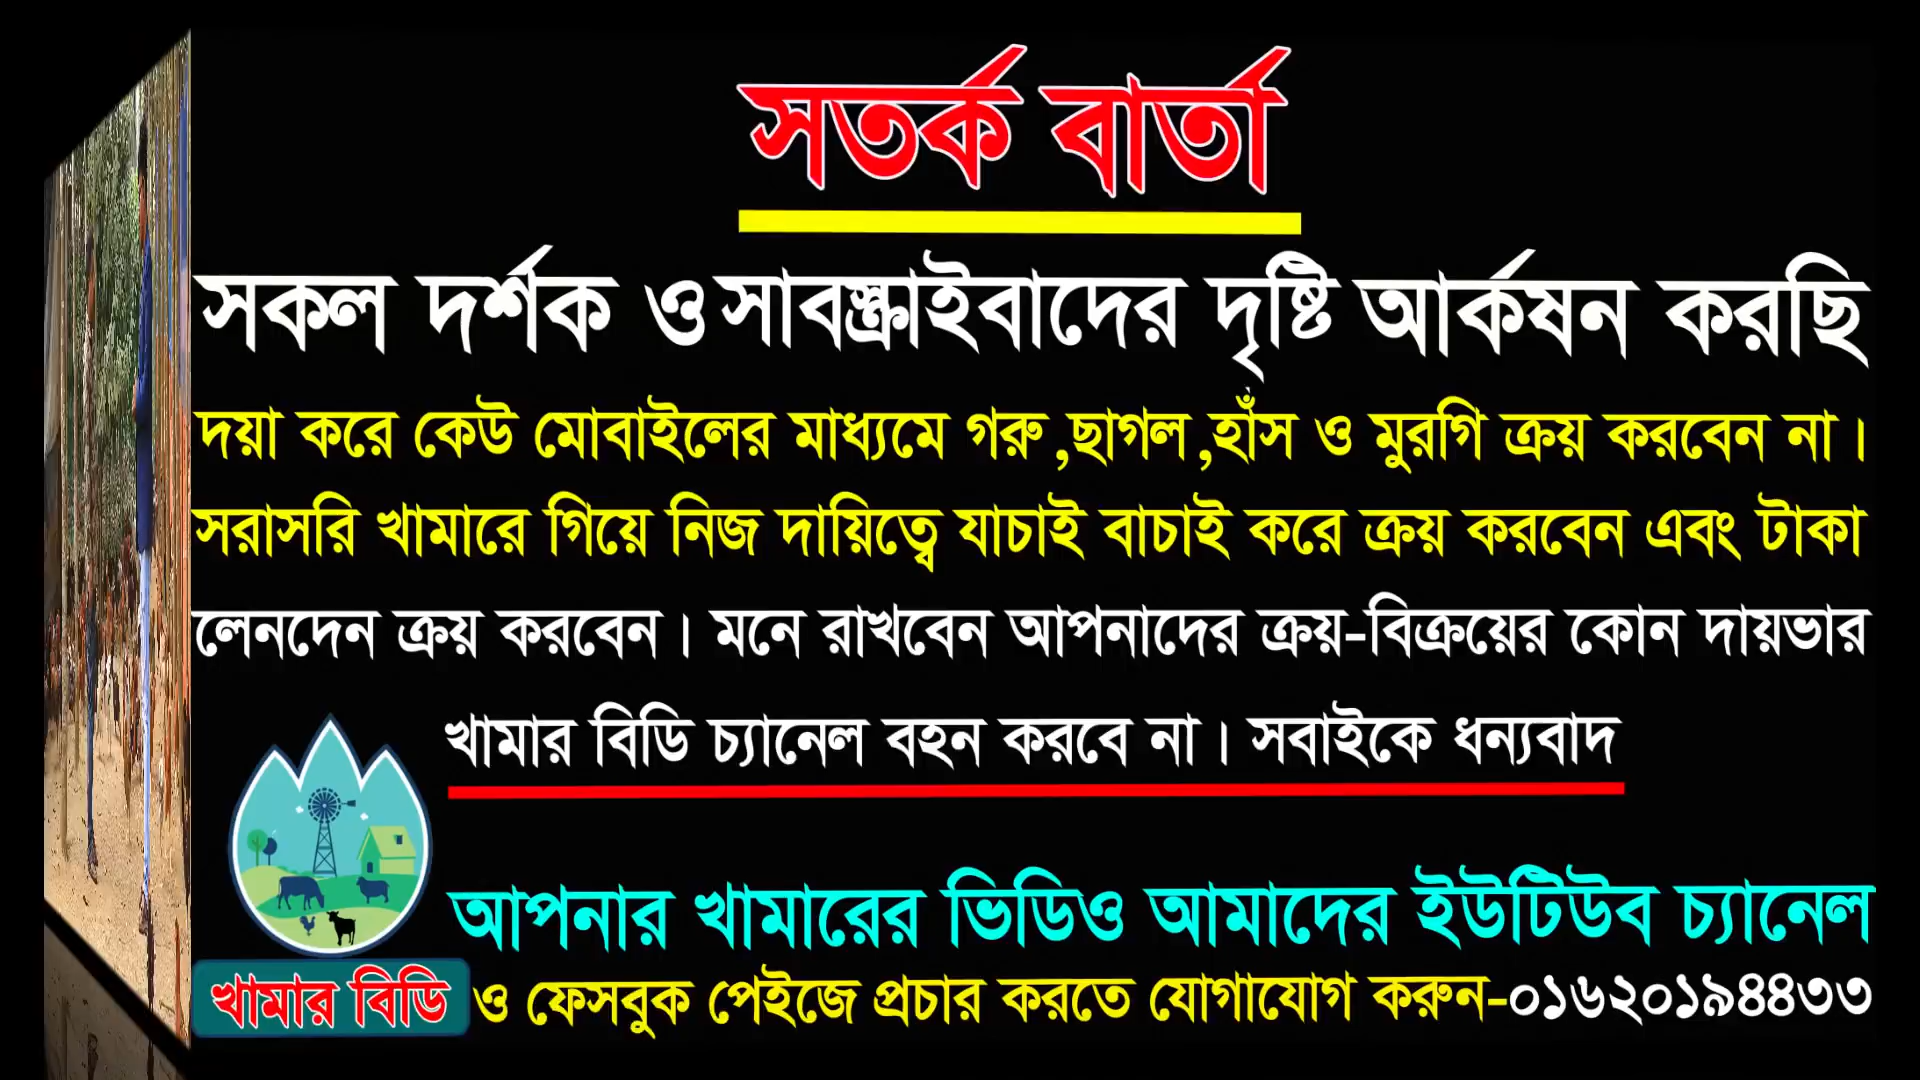 সতর্ক বার্তা
সকল দর্শক ও সাবস্ক্রাইবাদের দৃষ্টি আর্কষন করছি
দয়া করে কেউ মোবাইলের মাধ্যমে গরু,ছাগল,হাঁস ও মুরগি ক্রয় করবেন না।
সরাসরি খামারে গিয়ে নিজ দায়িত্বে যাচাই বাচাই করে ক্রয় করবেন এবং টাকা
লেনদেন ক্রয় করবেন। মনে রাখবেন আপনাদের ক্রয়-বিক্রয়ের কোন দায়ভার
খামার বিডি চ্যানেল বহন করবে না। সবাইকে ধন্যবাদ
আপনার খামারের ভিডিও আমাদের ইউটিউব চ্যানেল
ও ফেসবুক পেইজে প্রচার করতে যোগাযোগ করুন-০১৬২০১৯৪৪৩৩
খামার বিডি